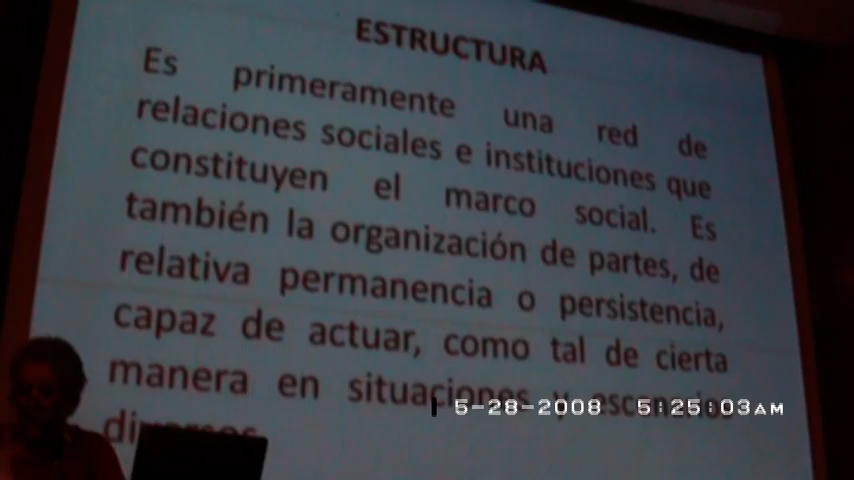 ESTRUCTURA
Es primeramente una red de
relaciones sociales e instituciones que
constituyen el marco social. Es
también la organización de partes, de
relativa permanencia o persistencia,
capaz de actuar, como tal de cierta
manera en situaciones y escenarios
5-28-2008 5:25:03AM